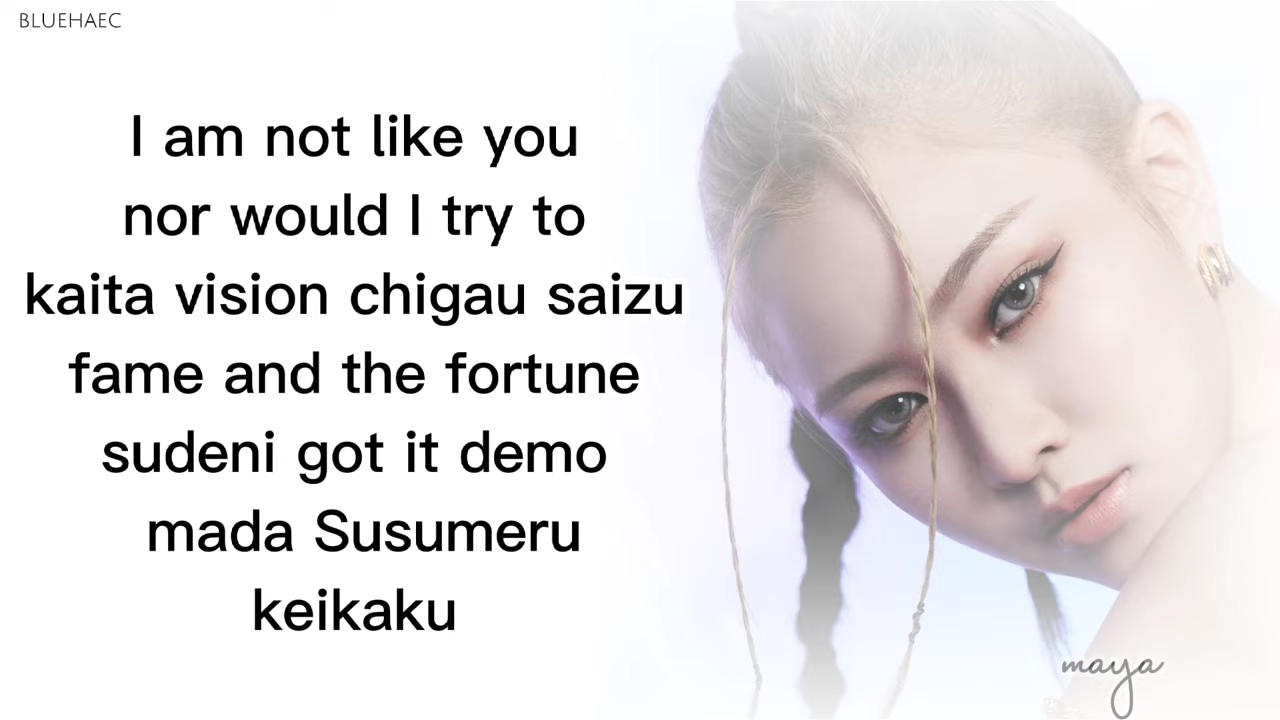 BLUEHAEC
I am not like you
nor would I try to
kaita vision chigau saizu
fame and the fortune
sudeni got it demo
mada Susumeru
keikaku
maya